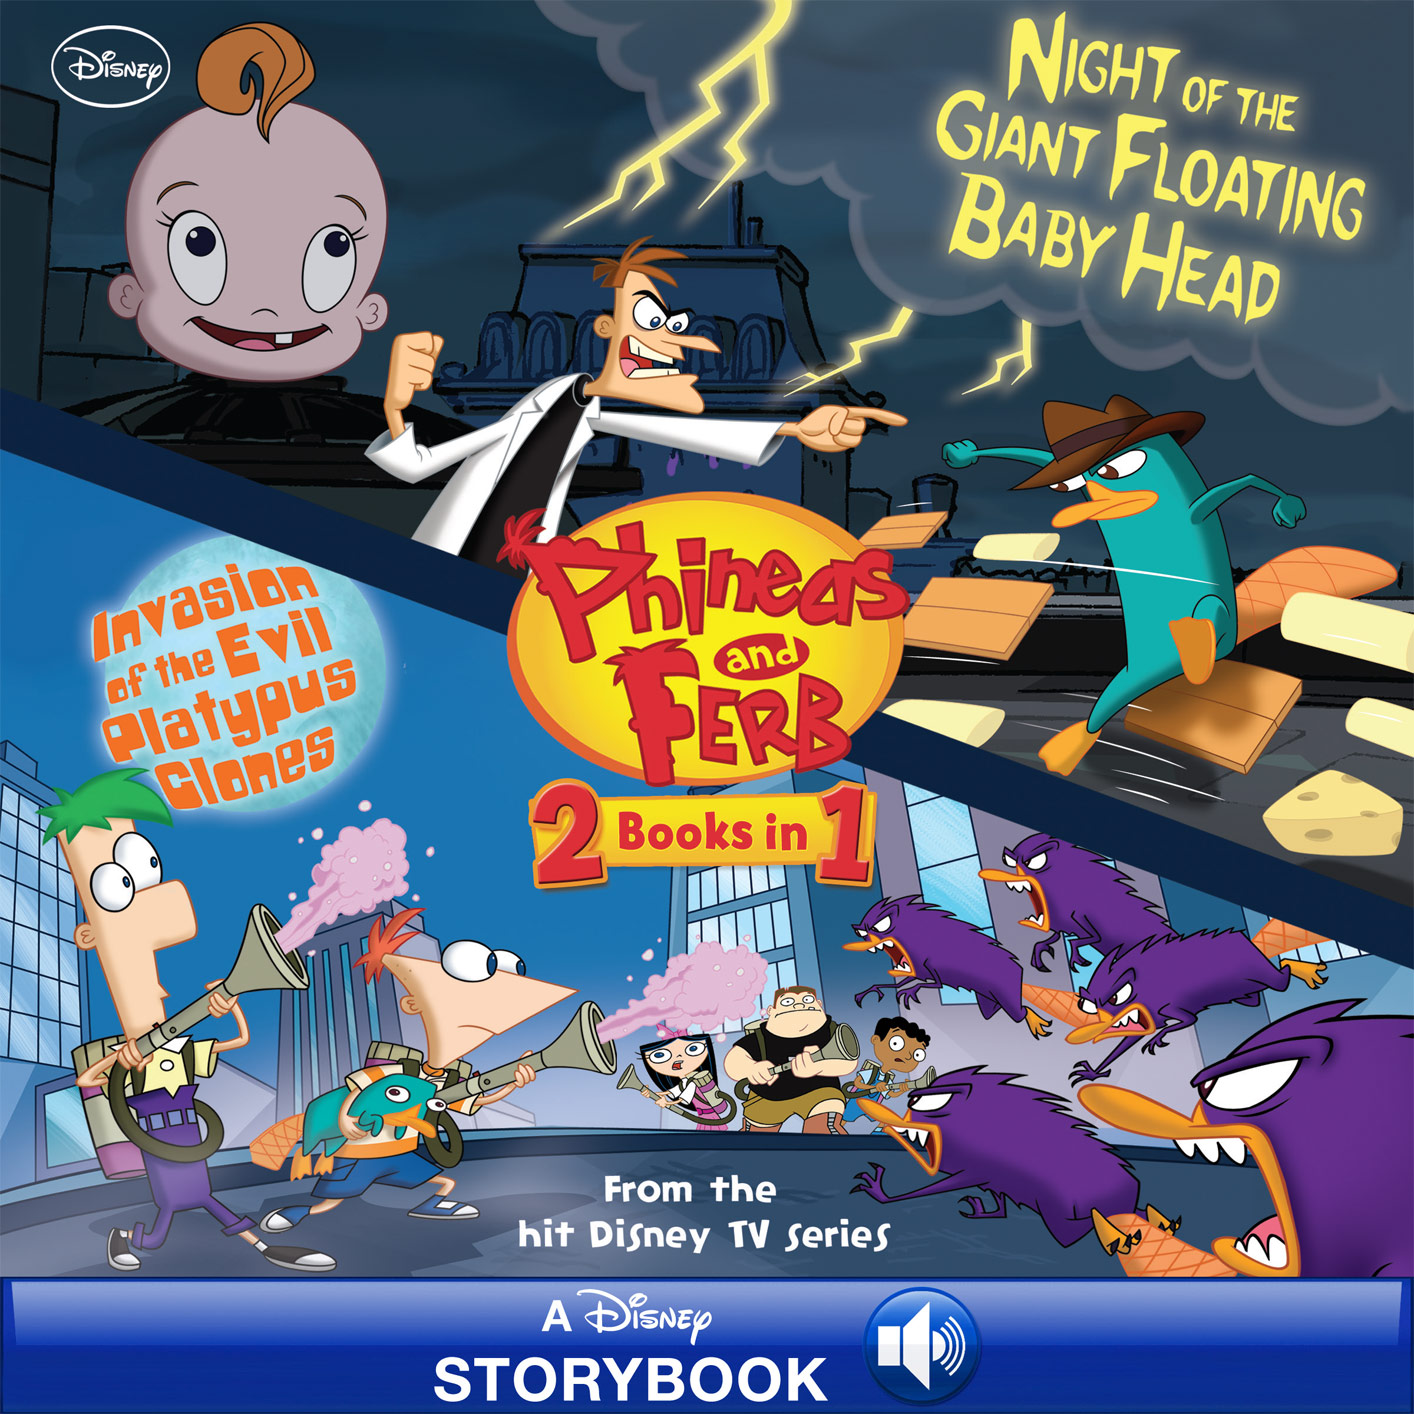 Disney
NIGHT OF THE
GIANT FLOATING
BABY HEAD
Invasion
of the Evil
Platypus
Clones
Phineas
and
FERB
2 Books in 1
From the
hit Disney TV series
A Disney
STORYBOOK